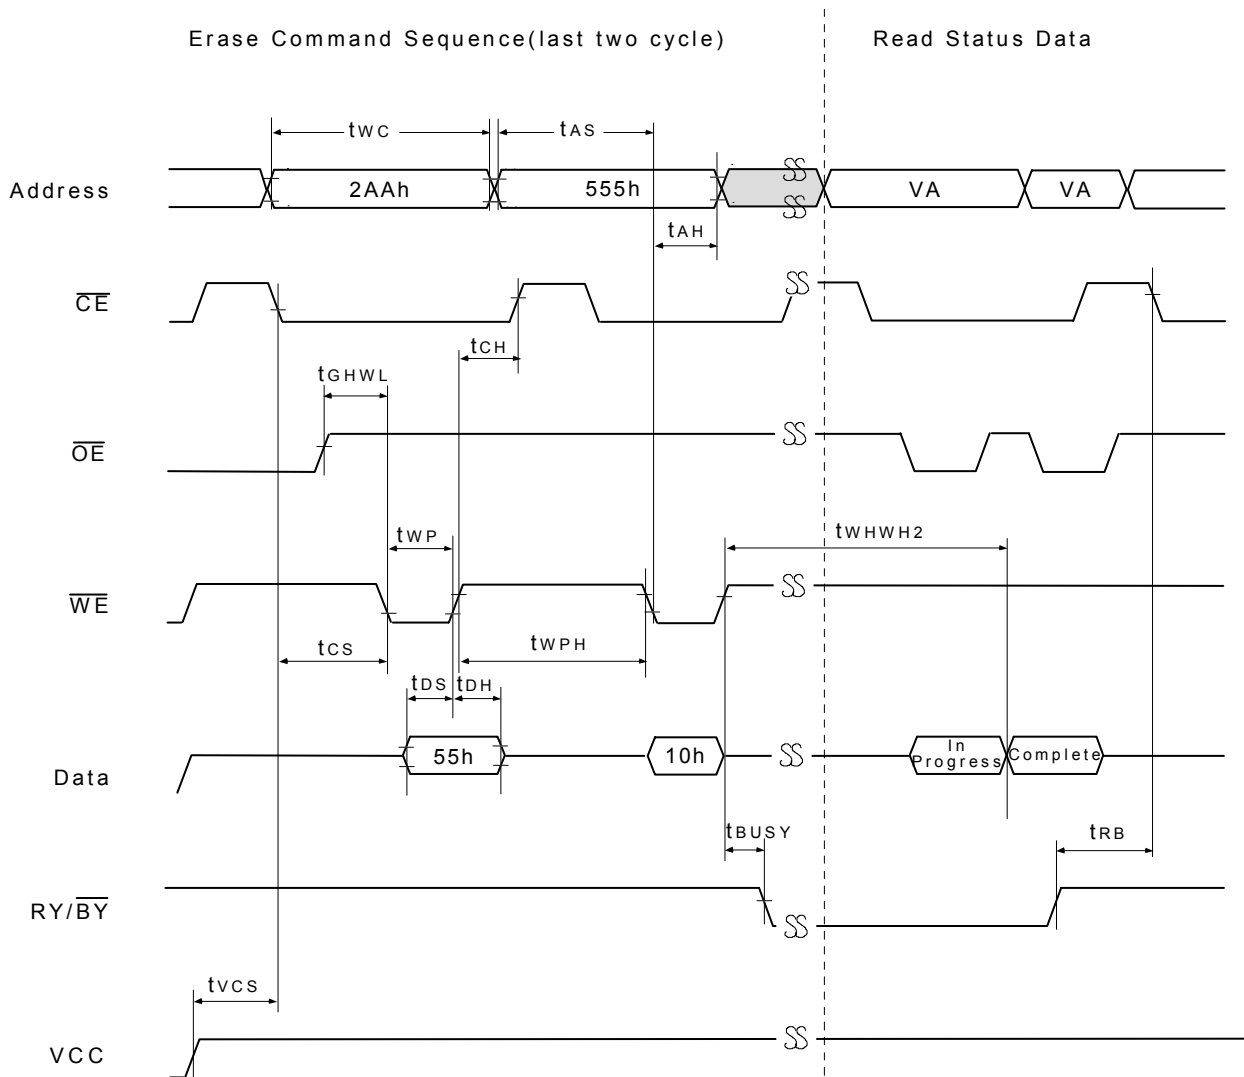 Erase Command Sequence(last two cycle) Read Status Data
tWC tAS
Address 2AAh 555h VA VA
tAH
CE
tCH
tGHWL
OE
tWP tWHWH2
WE
tCS tWPH
tDS tDH
Data 55h 10h In Progress Complete
tBUSY tRB
RY/BY
tVCS
VCC